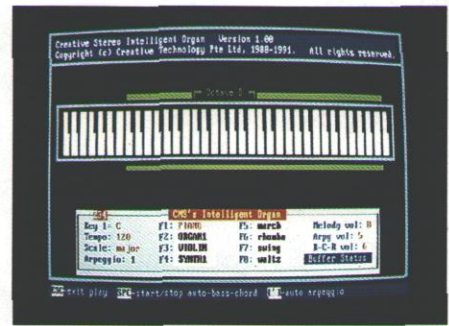 Creative Stereo Intelligent Organ Version 1.00
Copyright (c) Creative Technology Pte Ltd, 1988-1991. All rights reserved.
Octave
CMS's Intelligent Organ
Key 1= C F1: PIANO F5: march Melody vol: 8
Tempo: 120 F2: ORGAN1 F6: rhumba Arpg vol: 5
Scale: major F3: VIOLIN F7: swing B-C-R vol: 6
Arpeggio: 1 F4: SYNTH1 F8: waltz Buffer Status
-exit play SPC-start/stop auto-bass-chord -auto arpeggio